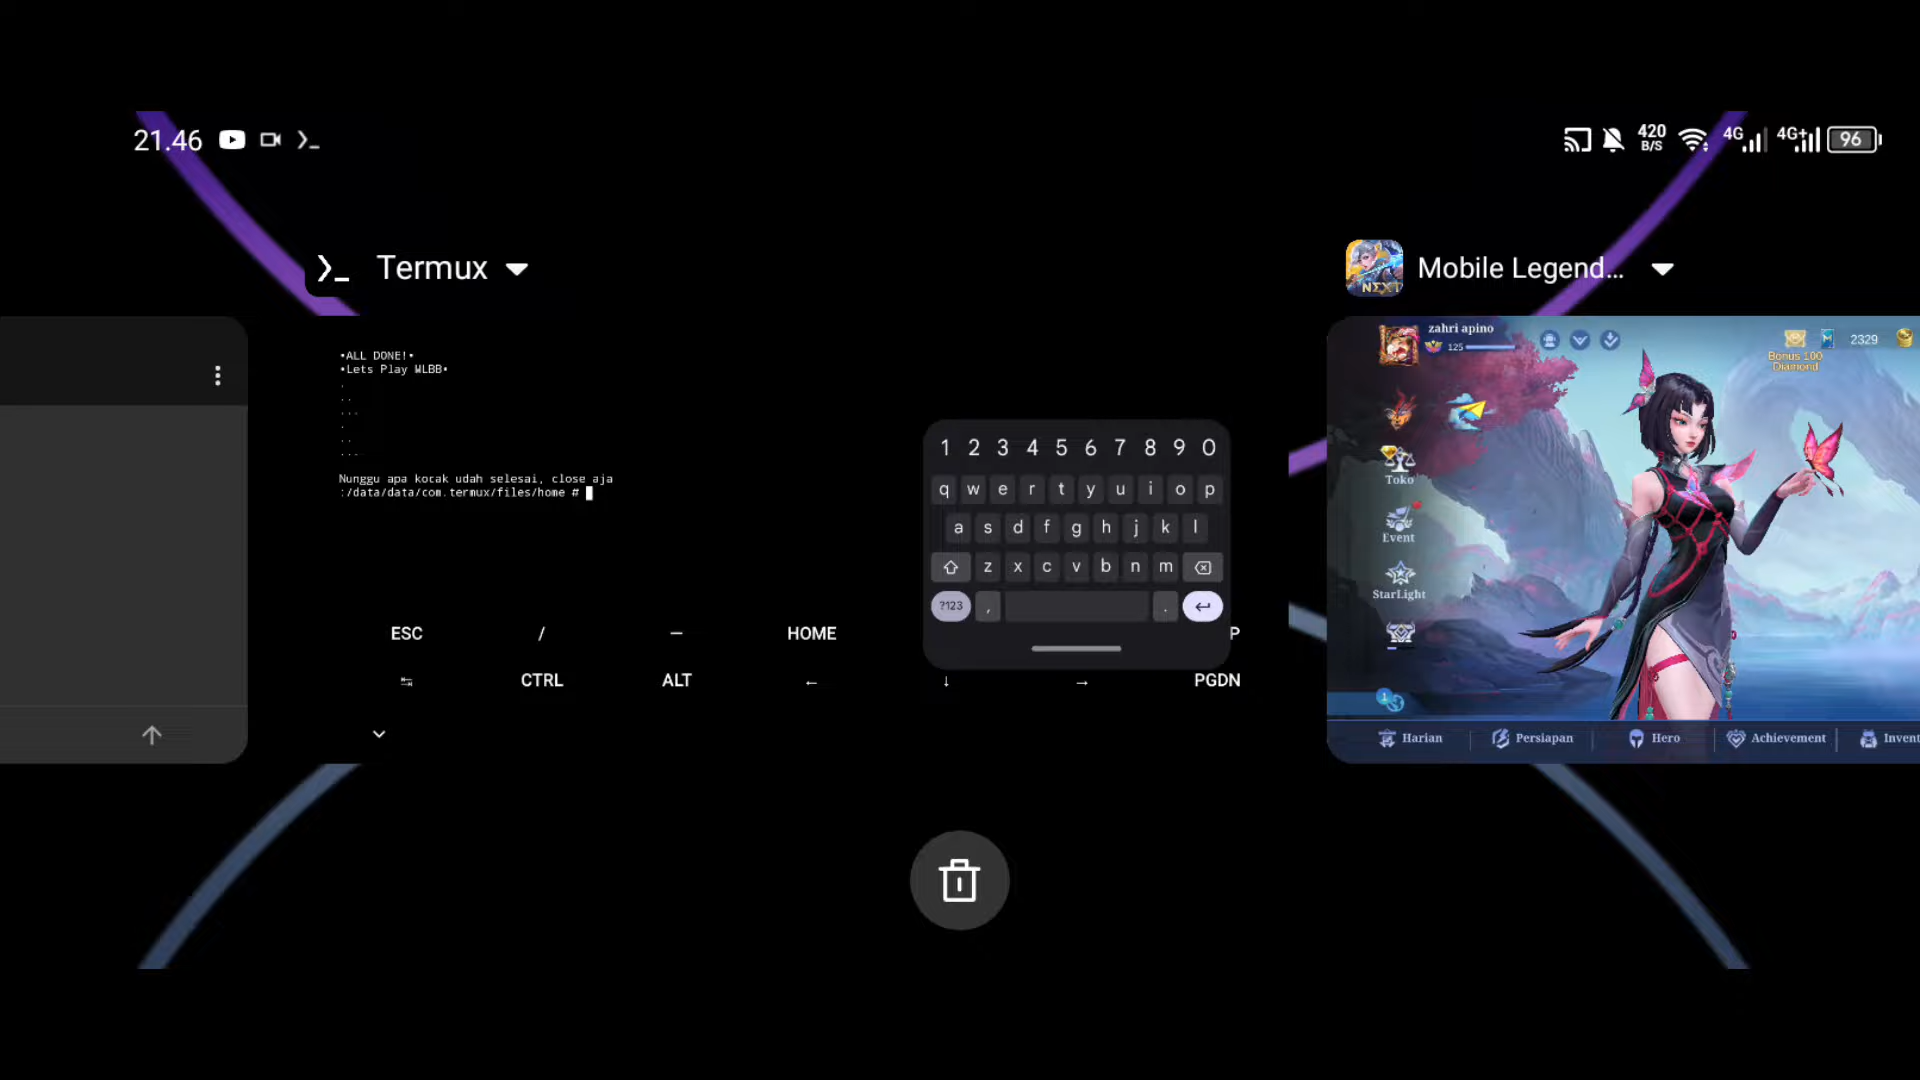 21.46
420
B/S
4G
4G+
96
Termux
Mobile Legend...
•ALL DONE!•
•Lets Play MLBB•
.
..
...
.
..
....
Nunggu apa kocak udah selesai, close aja
:/data/data/com.termux/files/home #
1 2 3 4 5 6 7 8 9 0
q w e r t y u i o p
a s d f g h j k l
z x c v b n m
?123 , .
ESC / — HOME P
CTRL ALT ← ↓ → PGDN
zahri apino
125
2329
Bonus 100
Diamond
NEXT
Toko
Event
StarLight
1
Harian Persiapan Hero Achievement Invent